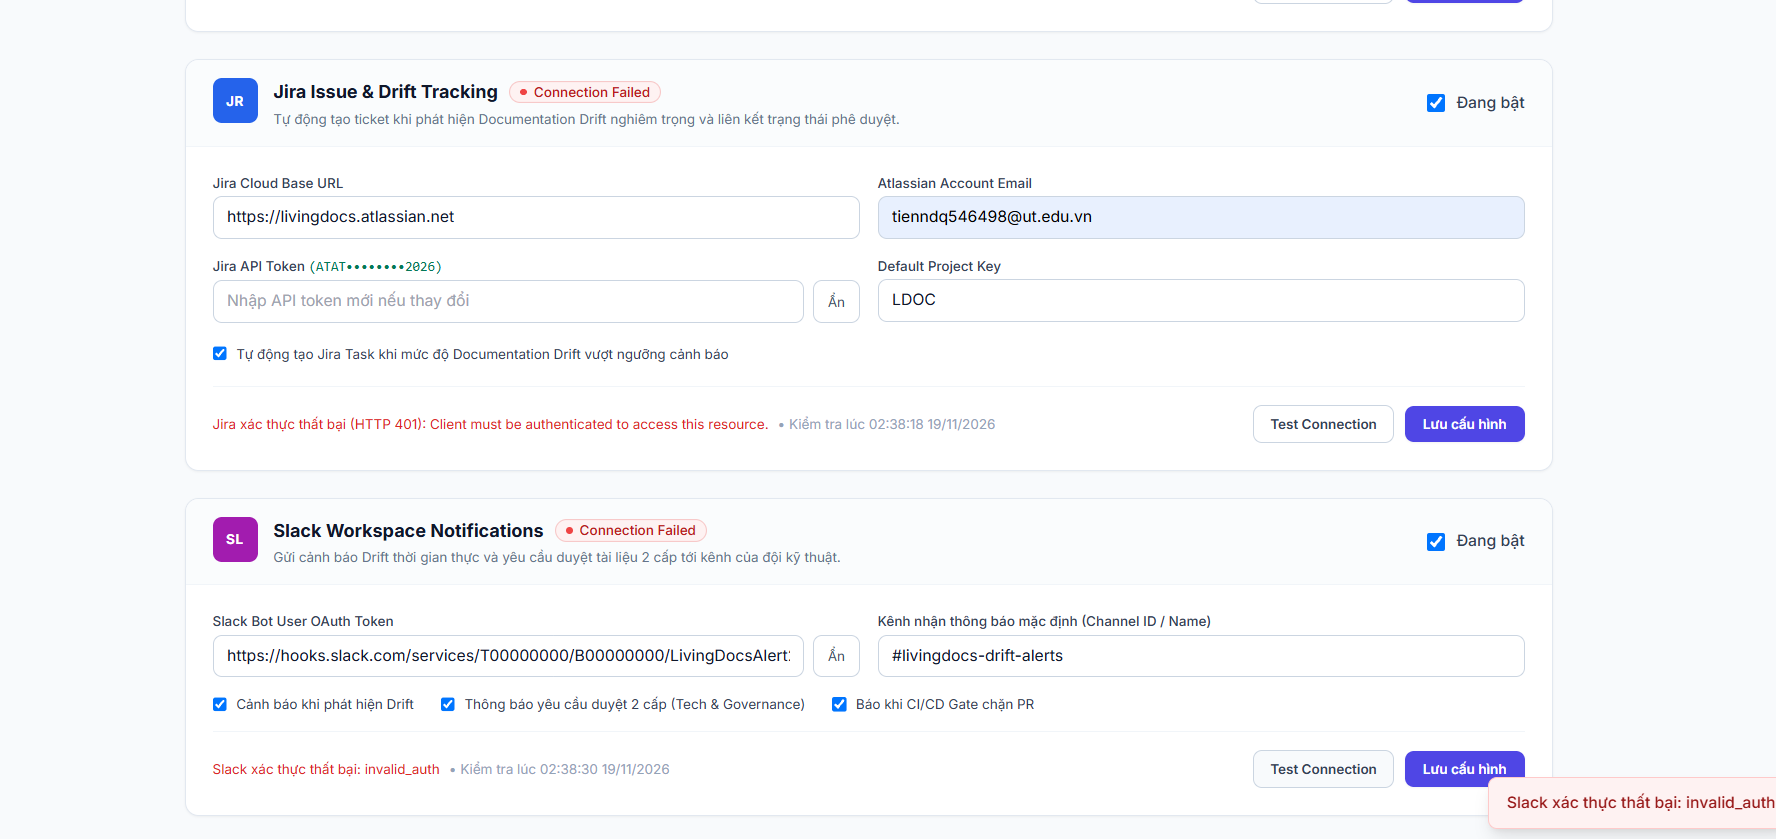 JR
Jira Issue & Drift Tracking
Connection Failed
Tự động tạo ticket khi phát hiện Documentation Drift nghiêm trọng và liên kết trạng thái phê duyệt.
Đang bật
Jira Cloud Base URL
https://livingdocs.atlassian.net
Atlassian Account Email
tienndq546498@ut.edu.vn
Jira API Token (ATAT••••••••2026)
Nhập API token mới nếu thay đổi
Ẩn
Default Project Key
LDOC
Tự động tạo Jira Task khi mức độ Documentation Drift vượt ngưỡng cảnh báo
Jira xác thực thất bại (HTTP 401): Client must be authenticated to access this resource. • Kiểm tra lúc 02:38:18 19/11/2026
Test Connection
Lưu cấu hình
SL
Slack Workspace Notifications
Connection Failed
Gửi cảnh báo Drift thời gian thực và yêu cầu duyệt tài liệu 2 cấp tới kênh của đội kỹ thuật.
Đang bật
Slack Bot User OAuth Token
https://hooks.slack.com/services/T00000000/B00000000/LivingDocsAlert
Ẩn
Kênh nhận thông báo mặc định (Channel ID / Name)
#livingdocs-drift-alerts
Cảnh báo khi phát hiện Drift
Thông báo yêu cầu duyệt 2 cấp (Tech & Governance)
Báo khi CI/CD Gate chặn PR
Slack xác thực thất bại: invalid_auth • Kiểm tra lúc 02:38:30 19/11/2026
Test Connection
Lưu cấu hình
Slack xác thực thất bại: invalid_auth